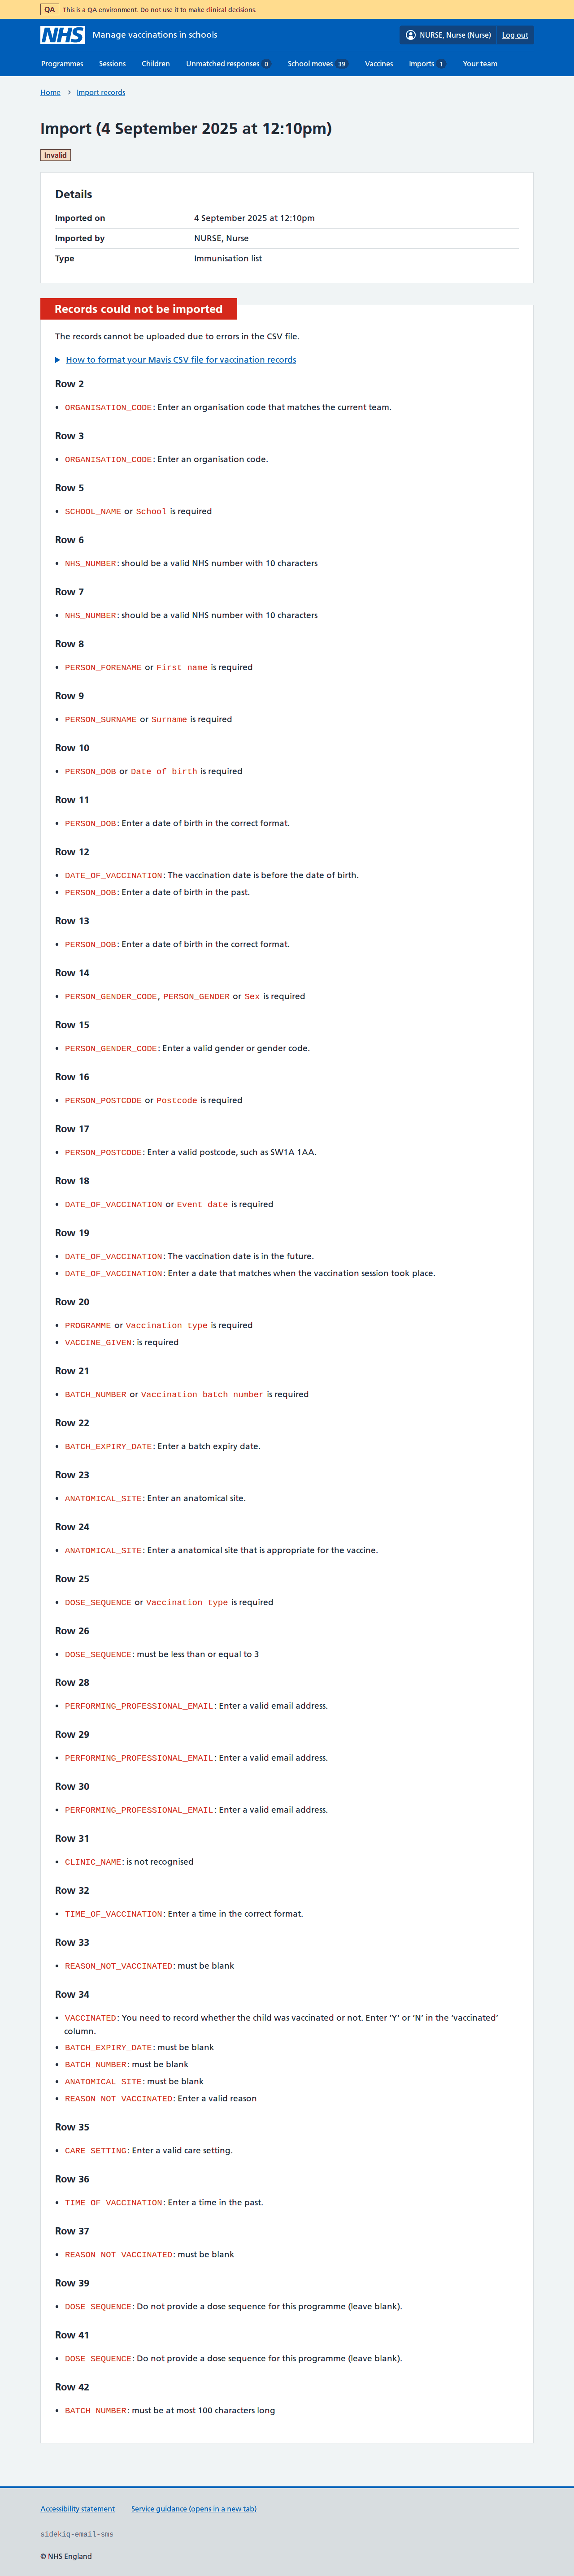 QA This is a QA environment. Do not use it to make clinical decisions.
NHS Manage vaccinations in schools NURSE, Nurse (Nurse) Log out
Programmes Sessions Children Unmatched responses 0 School moves 39 Vaccines Imports 1 Your team
Home › Import records
Import (4 September 2025 at 12:10pm)
Invalid
Details
Imported on 4 September 2025 at 12:10pm
Imported by NURSE, Nurse
Type Immunisation list
Records could not be imported
The records cannot be uploaded due to errors in the CSV file.
How to format your Mavis CSV file for vaccination records
Row 2
• ORGANISATION_CODE: Enter an organisation code that matches the current team.
Row 3
• ORGANISATION_CODE: Enter an organisation code.
Row 5
• SCHOOL_NAME or School is required
Row 6
• NHS_NUMBER: should be a valid NHS number with 10 characters
Row 7
• NHS_NUMBER: should be a valid NHS number with 10 characters
Row 8
• PERSON_FORENAME or First name is required
Row 9
• PERSON_SURNAME or Surname is required
Row 10
• PERSON_DOB or Date of birth is required
Row 11
• PERSON_DOB: Enter a date of birth in the correct format.
Row 12
• DATE_OF_VACCINATION: The vaccination date is before the date of birth.
• PERSON_DOB: Enter a date of birth in the past.
Row 13
• PERSON_DOB: Enter a date of birth in the correct format.
Row 14
• PERSON_GENDER_CODE, PERSON_GENDER or Sex is required
Row 15
• PERSON_GENDER_CODE: Enter a valid gender or gender code.
Row 16
• PERSON_POSTCODE or Postcode is required
Row 17
• PERSON_POSTCODE: Enter a valid postcode, such as SW1A 1AA.
Row 18
• DATE_OF_VACCINATION or Event date is required
Row 19
• DATE_OF_VACCINATION: The vaccination date is in the future.
• DATE_OF_VACCINATION: Enter a date that matches when the vaccination session took place.
Row 20
• PROGRAMME or Vaccination type is required
• VACCINE_GIVEN: is required
Row 21
• BATCH_NUMBER or Vaccination batch number is required
Row 22
• BATCH_EXPIRY_DATE: Enter a batch expiry date.
Row 23
• ANATOMICAL_SITE: Enter an anatomical site.
Row 24
• ANATOMICAL_SITE: Enter a anatomical site that is appropriate for the vaccine.
Row 25
• DOSE_SEQUENCE or Vaccination type is required
Row 26
• DOSE_SEQUENCE: must be less than or equal to 3
Row 28
• PERFORMING_PROFESSIONAL_EMAIL: Enter a valid email address.
Row 29
• PERFORMING_PROFESSIONAL_EMAIL: Enter a valid email address.
Row 30
• PERFORMING_PROFESSIONAL_EMAIL: Enter a valid email address.
Row 31
• CLINIC_NAME: is not recognised
Row 32
• TIME_OF_VACCINATION: Enter a time in the correct format.
Row 33
• REASON_NOT_VACCINATED: must be blank
Row 34
• VACCINATED: You need to record whether the child was vaccinated or not. Enter ‘Y’ or ‘N’ in the ‘vaccinated’
column.
• BATCH_EXPIRY_DATE: must be blank
• BATCH_NUMBER: must be blank
• ANATOMICAL_SITE: must be blank
• REASON_NOT_VACCINATED: Enter a valid reason
Row 35
• CARE_SETTING: Enter a valid care setting.
Row 36
• TIME_OF_VACCINATION: Enter a time in the past.
Row 37
• REASON_NOT_VACCINATED: must be blank
Row 39
• DOSE_SEQUENCE: Do not provide a dose sequence for this programme (leave blank).
Row 41
• DOSE_SEQUENCE: Do not provide a dose sequence for this programme (leave blank).
Row 42
• BATCH_NUMBER: must be at most 100 characters long
Accessibility statement Service guidance (opens in a new tab)
sidekiq-email-sms
© NHS England